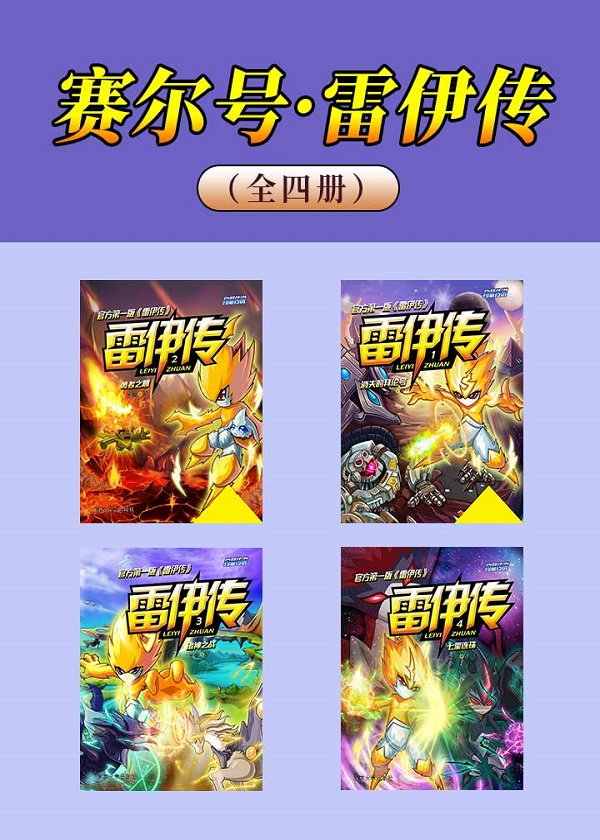 赛尔号·雷伊传
（全四册）
官方第一版《雷伊传》
雷伊传
2
LEIYI ZHUAN
勇者之囚
官方第一版《雷伊传》
雷伊传
1
LEIYI ZHUAN
消失的拜伦号
官方第一版《雷伊传》
雷伊传
3
LEIYI ZHUAN
诸神之战
官方第一版《雷伊传》
雷伊传
4
LEIYI ZHUAN
七星连珠